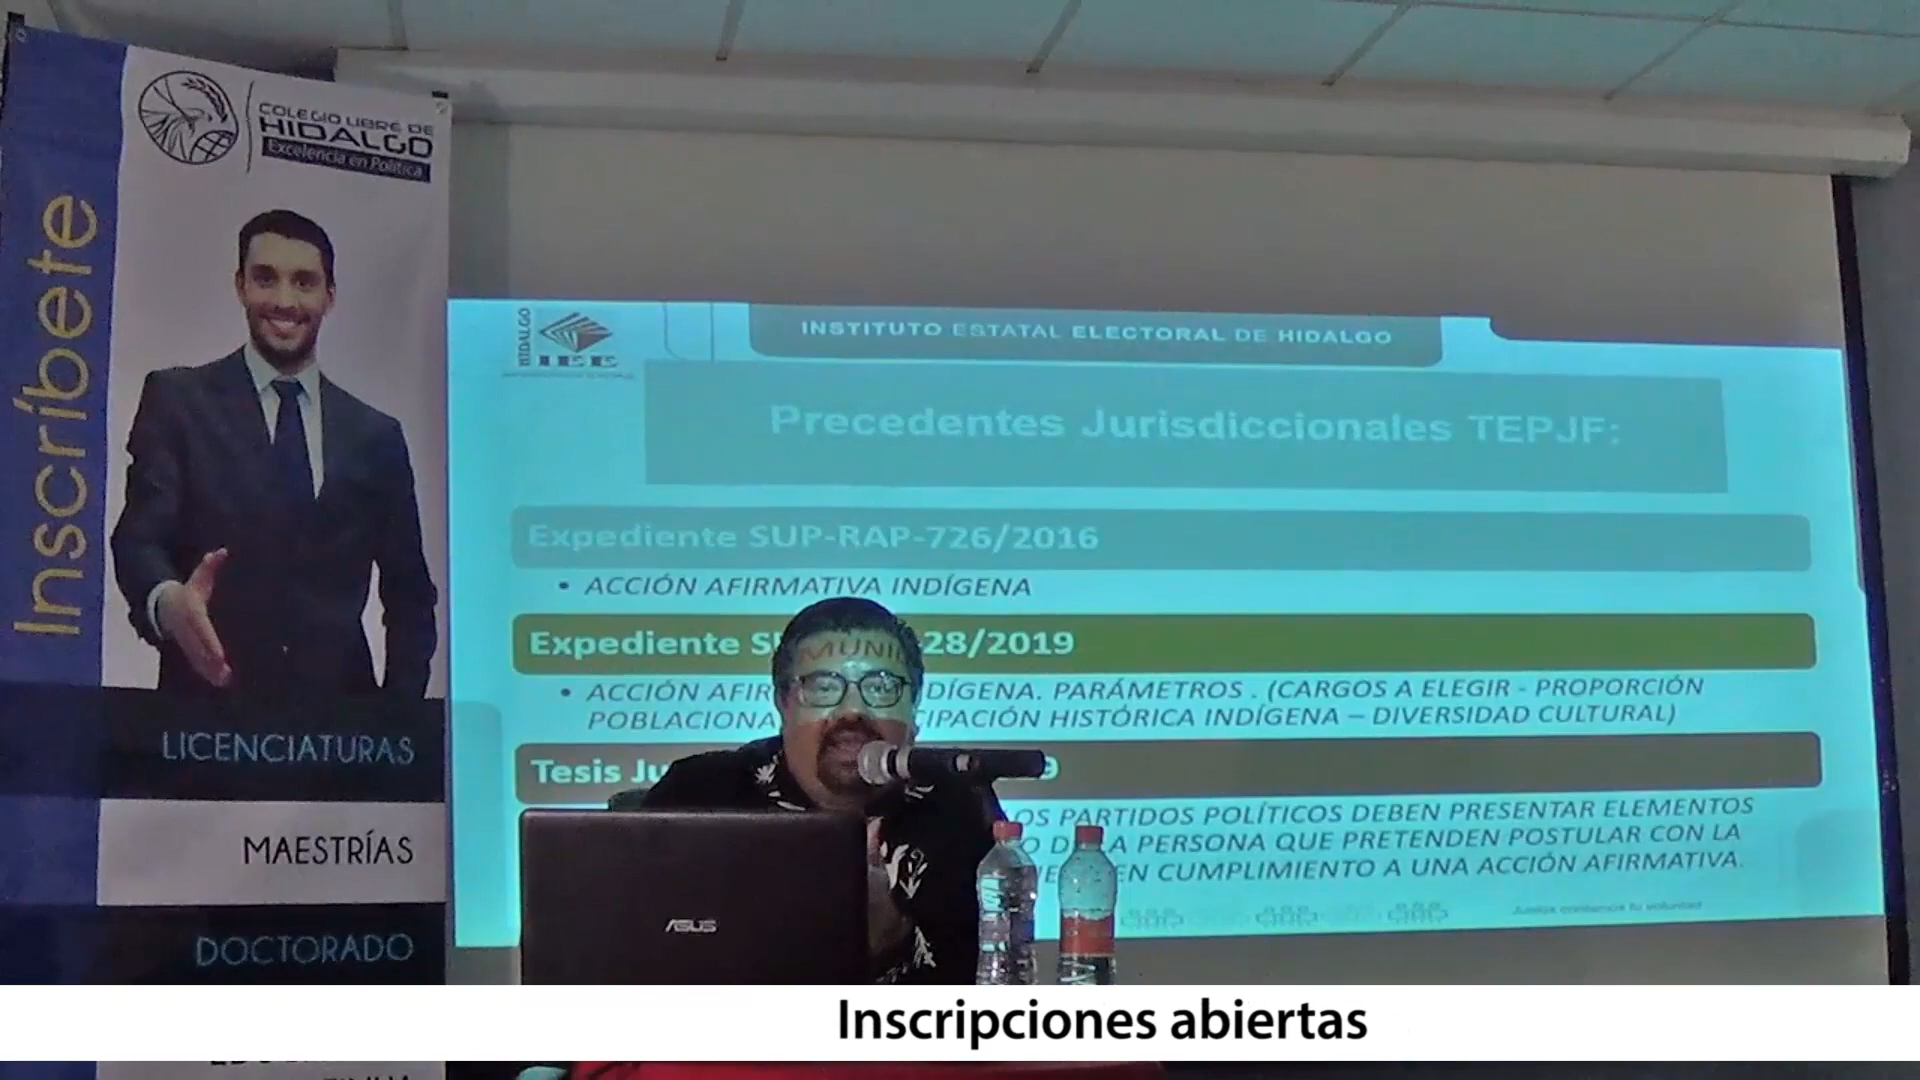 Inscríbete
COLEGIO LIBRE DE
HIDALGO
Excelencia en Política
LICENCIATURAS
MAESTRÍAS
DOCTORADO
HIDALGO
IEE
INSTITUTO ESTATAL ELECTORAL DE HIDALGO
Precedentes Jurisdiccionales TEPJF:
Expediente SUP-RAP-726/2016
• ACCIÓN AFIRMATIVA INDÍGENA
Expediente 28/2019
• ACCIÓN PARÁMETROS . (CARGOS A ELEGIR - PROPORCIÓN
HISTÓRICA INDÍGENA – DIVERSIDAD CULTURAL)
Tesis
PARTIDOS POLÍTICOS DEBEN PRESENTAR ELEMENTOS
LA PERSONA QUE PRETENDEN POSTULAR CON LA
EN CUMPLIMIENTO A UNA ACCIÓN AFIRMATIVA.
ASUS
Inscripciones abiertas